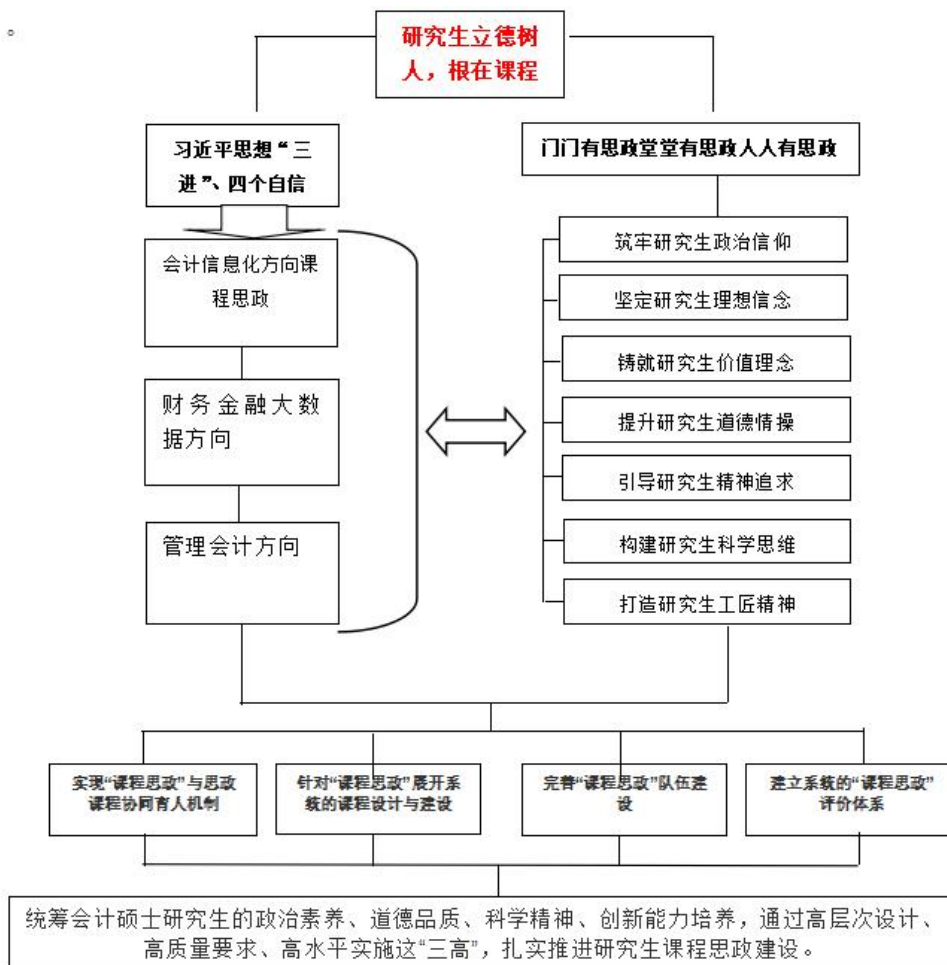 。
研究生立德树
人，根在课程
习近平思想“三
进”、四个自信
门门有思政堂堂有思政人人有思政
会计信息化方向课
程思政
财务金融大数
据方向
管理会计方向
筑牢研究生政治信仰
坚定研究生理想信念
铸就研究生价值理念
提升研究生道德情操
引导研究生精神追求
构建研究生科学思维
打造研究生工匠精神
实现“课程思政”与思政
课程协同育人机制
针对“课程思政”展开系
统的课程设计与建设
完善“课程思政”队伍建
设
建立系统的“课程思政”
评价体系
统筹会计硕士研究生的政治素养、道德品质、科学精神、创新能力培养，通过高层次设计、
高质量要求、高水平实施这“三高”，扎实推进研究生课程思政建设。